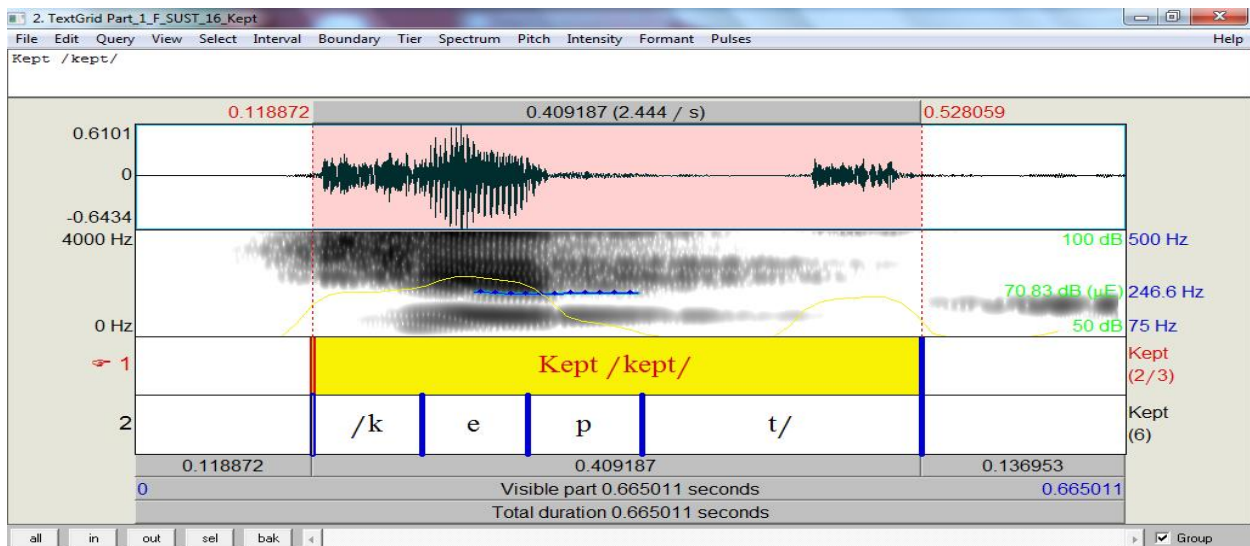 2. TextGrid Part_1_F_SUST_16_Kept
File Edit Query View Select Interval Boundary Tier Spectrum Pitch Intensity Formant Pulses Help
Kept /kept/
0.118872 0.409187 (2.444 / s) 0.528059
0.6101
0
-0.6434
4000 Hz 100 dB 500 Hz
70.83 dB (µE) 246.6 Hz
0 Hz 50 dB 75 Hz
1 Kept /kept/ Kept
(2/3)
2 /k e p t/ Kept
(6)
0.118872 0.409187 0.136953
0 Visible part 0.665011 seconds 0.665011
Total duration 0.665011 seconds
all in out sel bak Group